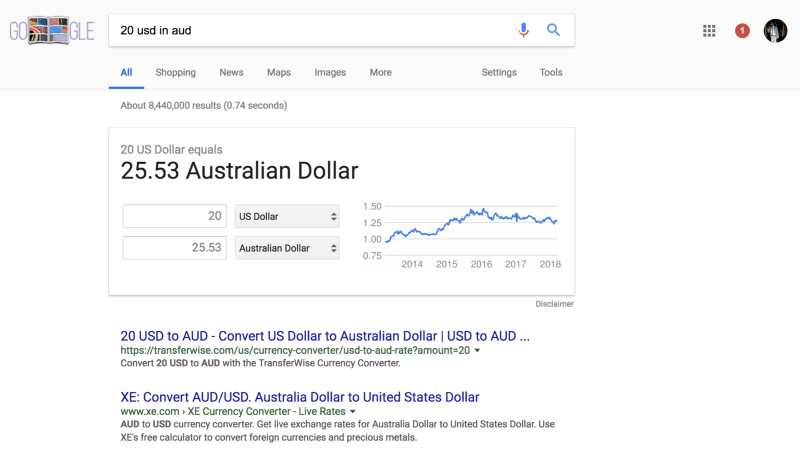 GOOGLE
20 usd in aud
1
All Shopping News Maps Images More Settings Tools
About 8,440,000 results (0.74 seconds)
20 US Dollar equals
25.53 Australian Dollar
20 US Dollar
25.53 Australian Dollar
1.50
1.25
1.00
0.75
2014 2015 2016 2017 2018
Disclaimer
20 USD to AUD - Convert US Dollar to Australian Dollar | USD to AUD ...
https://transferwise.com/us/currency-converter/usd-to-aud-rate?amount=20
Convert 20 USD to AUD with the TransferWise Currency Converter.
XE: Convert AUD/USD. Australia Dollar to United States Dollar
www.xe.com › XE Currency Converter - Live Rates
AUD to USD currency converter. Get live exchange rates for Australia Dollar to United States Dollar. Use
XE's free calculator to convert foreign currencies and precious metals.